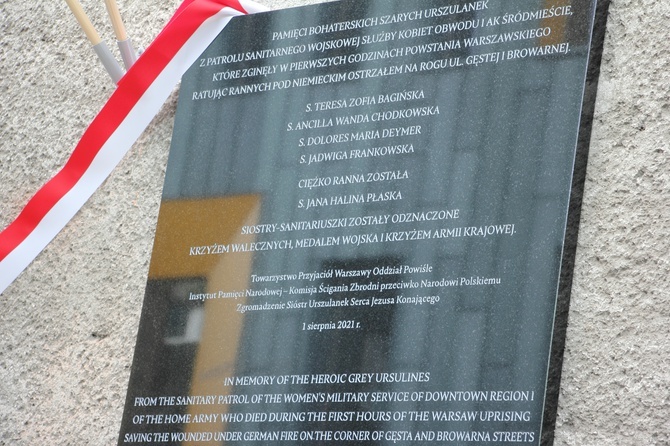 PAMIĘCI BOHATERSKICH SZARYCH URSZULANEK
Z PATROLU SANITARNEGO WOJSKOWEJ SŁUŻBY KOBIET OBWODU I AK ŚRÓDMIEŚCIE,
KTÓRE ZGINĘŁY W PIERWSZYCH GODZINACH POWSTANIA WARSZAWSKIEGO
RATUJĄC RANNYCH POD NIEMIECKIM OSTRZAŁEM NA ROGU UL. GĘSTEJ I BROWARNEJ.
S. TERESA ZOFIA BAGIŃSKA
S. ANCILLA WANDA CHODKOWSKA
S. DOLORES MARIA DEYMER
S. JADWIGA FRANKOWSKA
CIĘŻKO RANNA ZOSTAŁA
S. JANA HALINA PŁASKA
SIOSTRY-SANITARIUSZKI ZOSTAŁY ODZNACZONE
KRZYŻEM WALECZNYCH, MEDALEM WOJSKA I KRZYŻEM ARMII KRAJOWEJ.
Towarzystwo Przyjaciół Warszawy Oddział Powiśle
Instytut Pamięci Narodowej – Komisja Ścigania Zbrodni przeciwko Narodowi Polskiemu
Zgromadzenie Sióstr Urszulanek Serca Jezusa Konającego
1 sierpnia 2021 r.
IN MEMORY OF THE HEROIC GREY URSULINES
FROM THE SANITARY PATROL OF THE WOMEN'S MILITARY SERVICE OF DOWNTOWN REGION I
OF THE HOME ARMY WHO DIED DURING THE FIRST HOURS OF THE WARSAW UPRISING
SAVING THE WOUNDED UNDER GERMAN FIRE ON THE CORNER OF GĘSTA AND BROWARNA STREETS